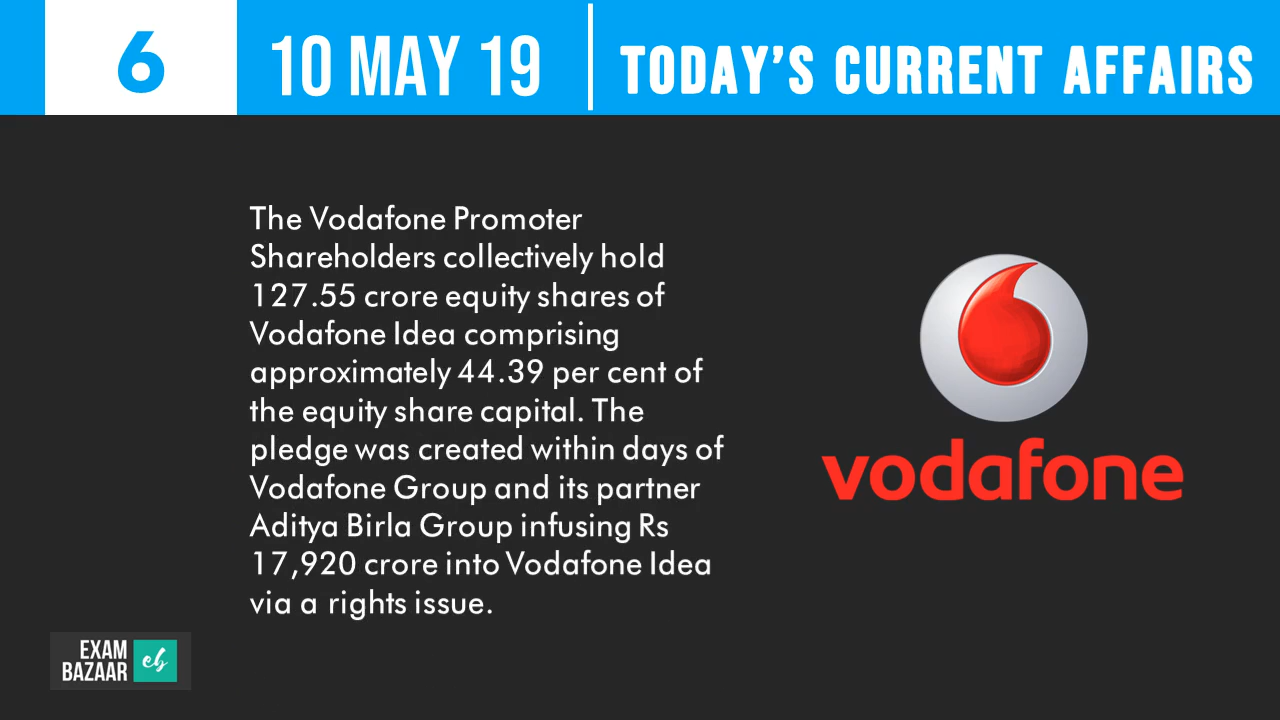 6
10 MAY 19
TODAY'S CURRENT AFFAIRS
The Vodafone Promoter
Shareholders collectively hold
127.55 crore equity shares of
Vodafone Idea comprising
approximately 44.39 per cent of
the equity share capital. The
pledge was created within days of
Vodafone Group and its partner
Aditya Birla Group infusing Rs
17,920 crore into Vodafone Idea
via a rights issue.
vodafone
EXAM
BAZAAR
eb